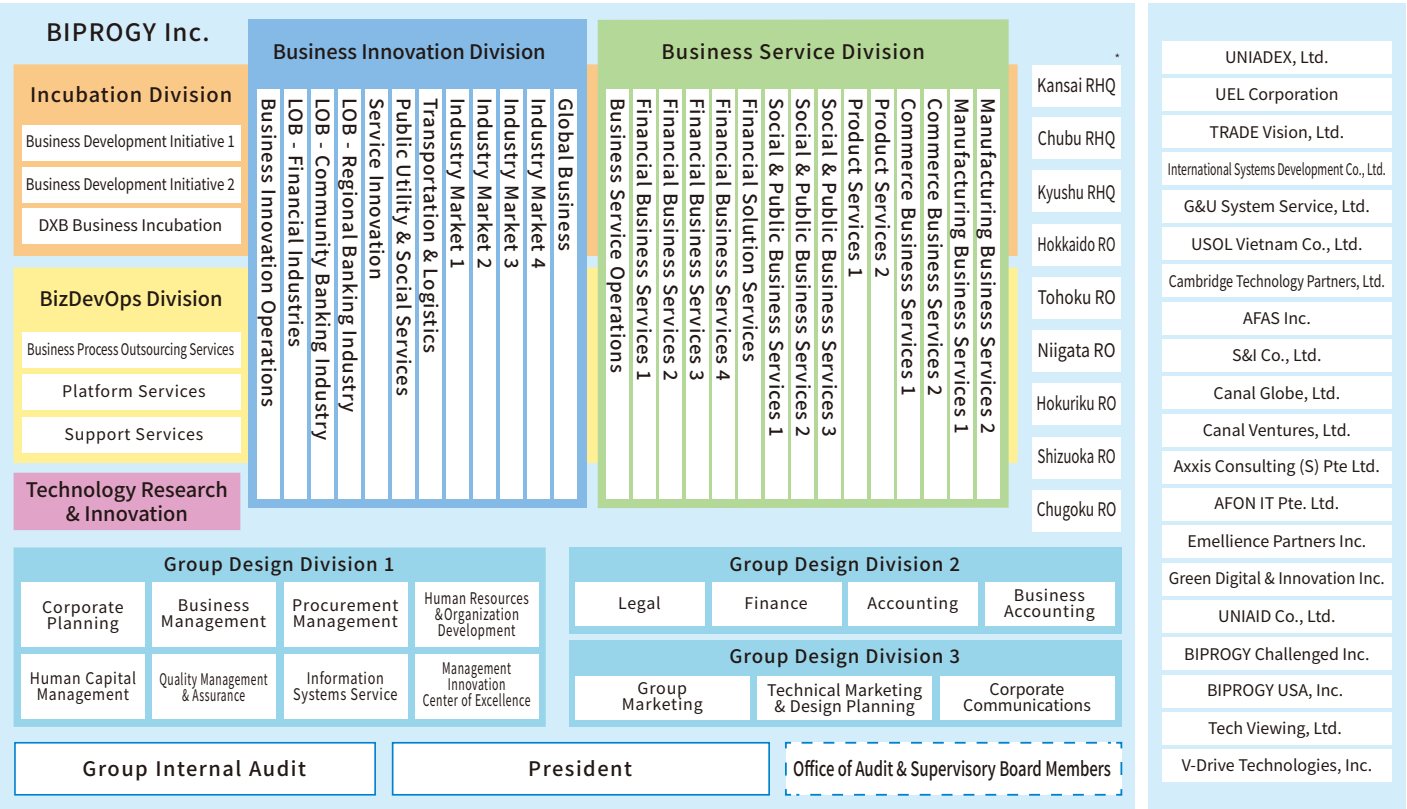 BIPROGY Inc.
Incubation Division
Business Development Initiative 1
Business Development Initiative 2
DXB Business Incubation
BizDevOps Division
Business Process Outsourcing Services
Platform Services
Support Services
Technology Research
& Innovation
Business Innovation Division
Business Innovation Operations
LOB - Financial Industries
LOB - Community Banking Industry
LOB - Regional Banking Industry
Service Innovation
Public Utility & Social Services
Transportation & Logistics
Industry Market 1
Industry Market 2
Industry Market 3
Industry Market 4
Global Business
Business Service Division
Business Service Operations
Financial Business Services 1
Financial Business Services 2
Financial Business Services 3
Financial Business Services 4
Financial Solution Services
Social & Public Business Services 1
Social & Public Business Services 2
Social & Public Business Services 3
Product Services 1
Product Services 2
Commerce Business Services 1
Commerce Business Services 2
Manufacturing Business Services 1
Manufacturing Business Services 2
*
Kansai RHQ
Chubu RHQ
Kyushu RHQ
Hokkaido RO
Tohoku RO
Niigata RO
Hokuriku RO
Shizuoka RO
Chugoku RO
Group Design Division 1
Corporate
Planning
Business
Management
Procurement
Management
Human Resources
&Organization
Development
Human Capital
Management
Quality Management
& Assurance
Information
Systems Service
Management
Innovation
Center of Excellence
Group Design Division 2
Legal
Finance
Accounting
Business
Accounting
Group Design Division 3
Group
Marketing
Technical Marketing
& Design Planning
Corporate
Communications
Group Internal Audit
President
Office of Audit & Supervisory Board Members
UNIADEX, Ltd.
UEL Corporation
TRADE Vision, Ltd.
International Systems Development Co., Ltd.
G&U System Service, Ltd.
USOL Vietnam Co., Ltd.
Cambridge Technology Partners, Ltd.
AFAS Inc.
S&I Co., Ltd.
Canal Globe, Ltd.
Canal Ventures, Ltd.
Axxis Consulting (S) Pte Ltd.
AFON IT Pte. Ltd.
Emellience Partners Inc.
Green Digital & Innovation Inc.
UNIAID Co., Ltd.
BIPROGY Challenged Inc.
BIPROGY USA, Inc.
Tech Viewing, Ltd.
V-Drive Technologies, Inc.